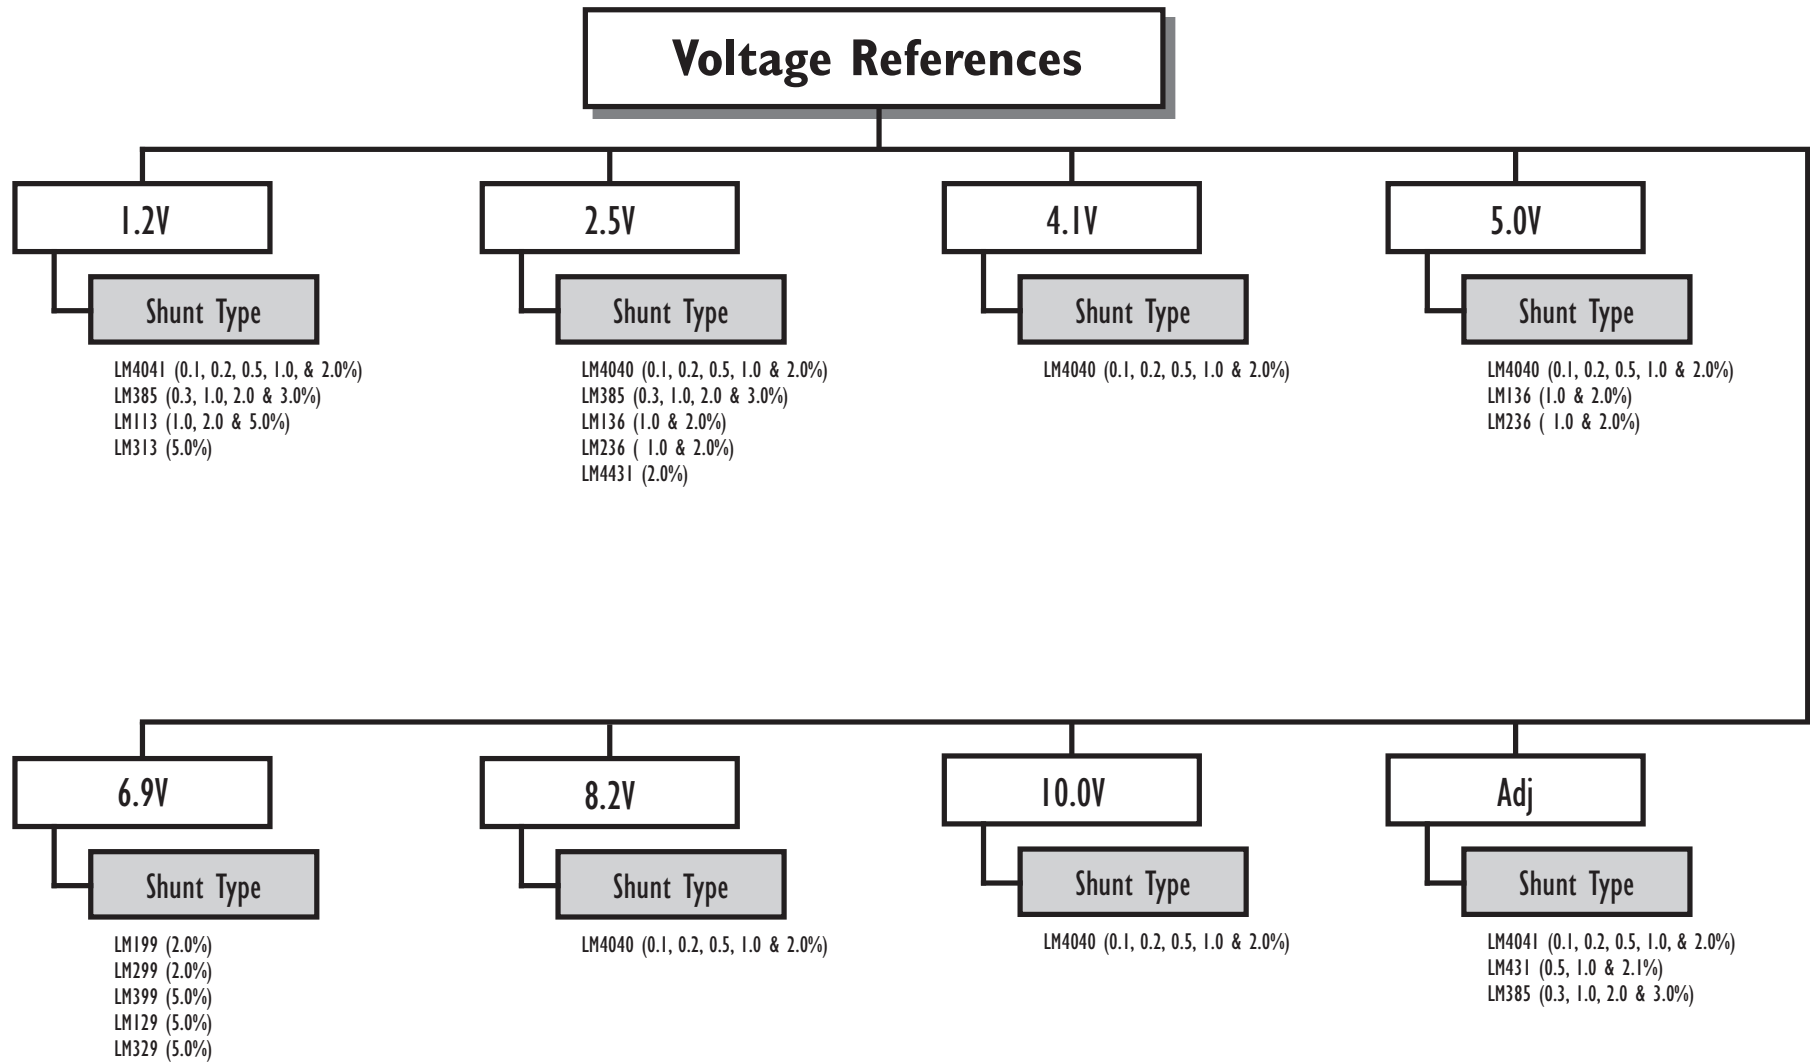 Voltage References
1.2V
Shunt Type
LM4041 (0.1, 0.2, 0.5, 1.0, & 2.0%)
LM385 (0.3, 1.0, 2.0 & 3.0%)
LM113 (1.0, 2.0 & 5.0%)
LM313 (5.0%)
2.5V
Shunt Type
LM4040 (0.1, 0.2, 0.5, 1.0 & 2.0%)
LM385 (0.3, 1.0, 2.0 & 3.0%)
LM136 (1.0 & 2.0%)
LM236 ( 1.0 & 2.0%)
LM4431 (2.0%)
4.1V
Shunt Type
LM4040 (0.1, 0.2, 0.5, 1.0 & 2.0%)
5.0V
Shunt Type
LM4040 (0.1, 0.2, 0.5, 1.0 & 2.0%)
LM136 (1.0 & 2.0%)
LM236 ( 1.0 & 2.0%)
6.9V
Shunt Type
LM199 (2.0%)
LM299 (2.0%)
LM399 (5.0%)
LM129 (5.0%)
LM329 (5.0%)
8.2V
Shunt Type
LM4040 (0.1, 0.2, 0.5, 1.0 & 2.0%)
10.0V
Shunt Type
LM4040 (0.1, 0.2, 0.5, 1.0 & 2.0%)
Adj
Shunt Type
LM4041 (0.1, 0.2, 0.5, 1.0, & 2.0%)
LM431 (0.5, 1.0 & 2.1%)
LM385 (0.3, 1.0, 2.0 & 3.0%)